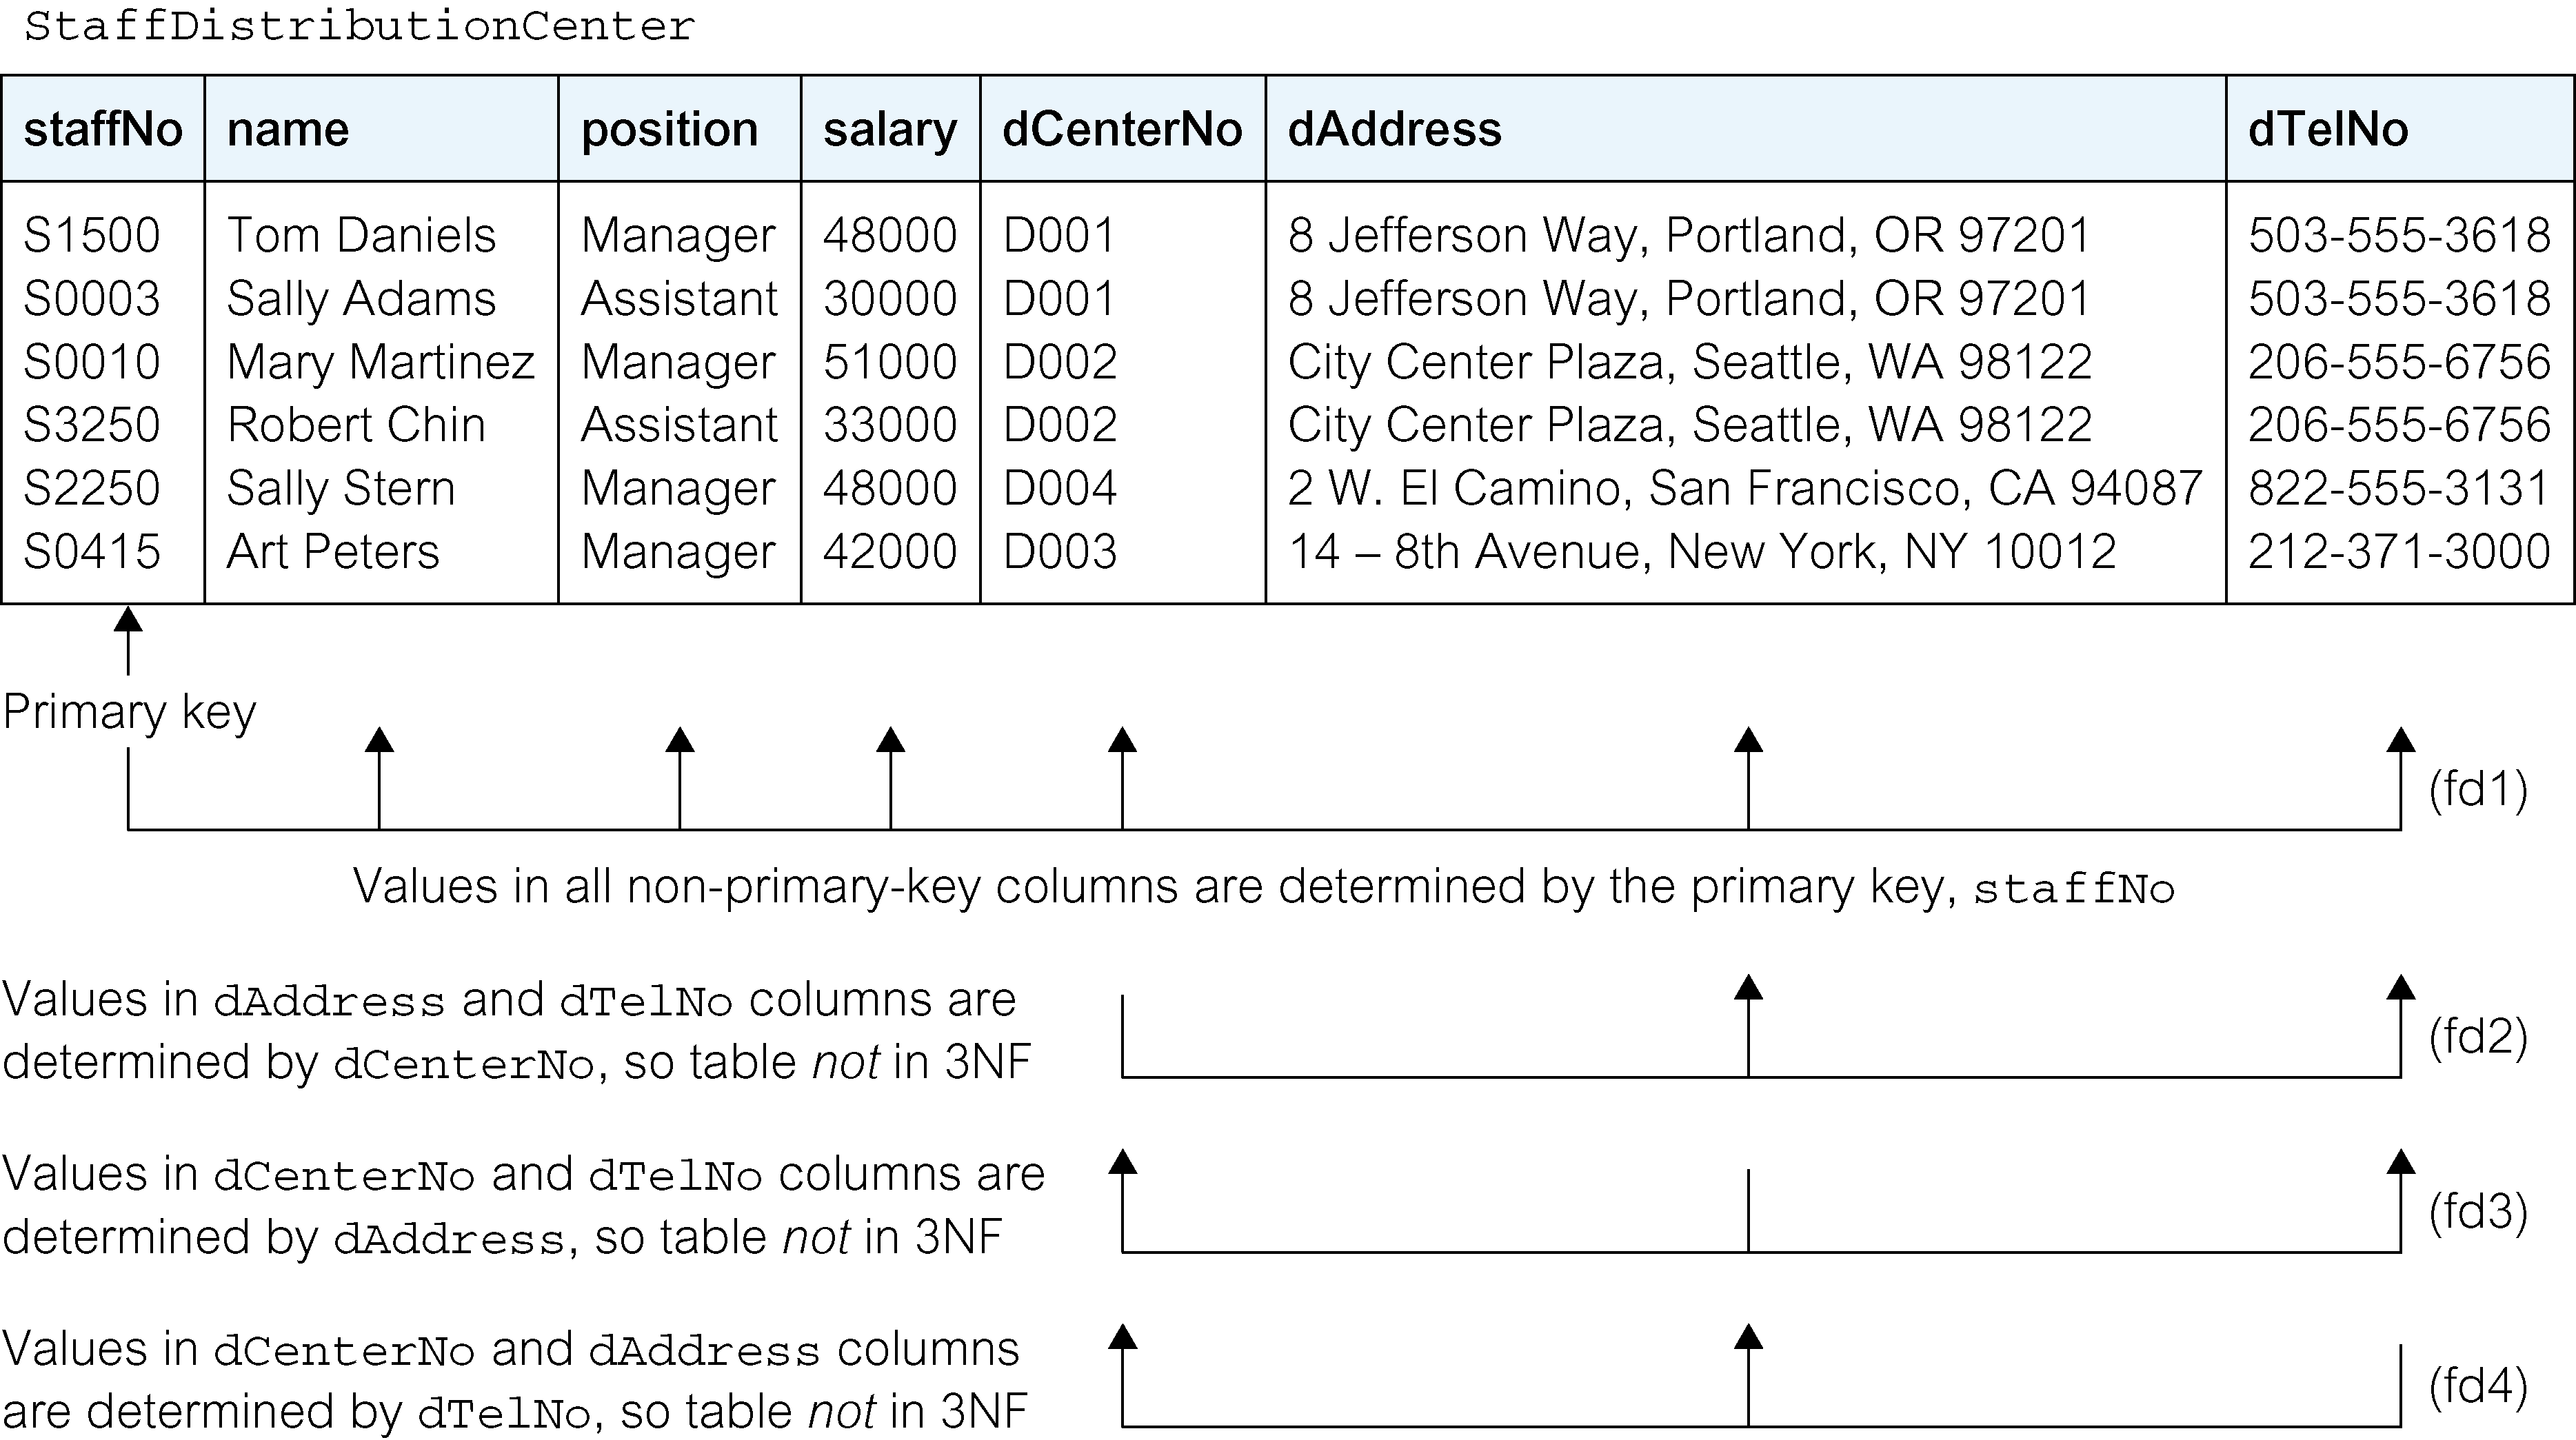 StaffDistributionCenter
staffNo name position salary dCenterNo dAddress dTelNo
S1500 Tom Daniels Manager 48000 D001 8 Jefferson Way, Portland, OR 97201 503-555-3618
S0003 Sally Adams Assistant 30000 D001 8 Jefferson Way, Portland, OR 97201 503-555-3618
S0010 Mary Martinez Manager 51000 D002 City Center Plaza, Seattle, WA 98122 206-555-6756
S3250 Robert Chin Assistant 33000 D002 City Center Plaza, Seattle, WA 98122 206-555-6756
S2250 Sally Stern Manager 48000 D004 2 W. El Camino, San Francisco, CA 94087 822-555-3131
S0415 Art Peters Manager 42000 D003 14 – 8th Avenue, New York, NY 10012 212-371-3000
Primary key
(fd1)
Values in all non-primary-key columns are determined by the primary key, staffNo
Values in dAddress and dTelNo columns are
determined by dCenterNo, so table not in 3NF
(fd2)
Values in dCenterNo and dTelNo columns are
determined by dAddress, so table not in 3NF
(fd3)
Values in dCenterNo and dAddress columns
are determined by dTelNo, so table not in 3NF
(fd4)